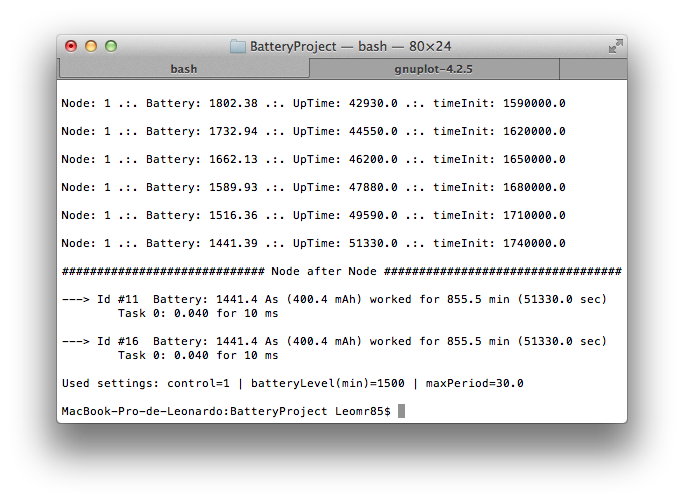 BatteryProject — bash — 80×24
bash
gnuplot-4.2.5
Node: 1 .:. Battery: 1802.38 .:. UpTime: 42930.0 .:. timeInit: 1590000.0
Node: 1 .:. Battery: 1732.94 .:. UpTime: 44550.0 .:. timeInit: 1620000.0
Node: 1 .:. Battery: 1662.13 .:. UpTime: 46200.0 .:. timeInit: 1650000.0
Node: 1 .:. Battery: 1589.93 .:. UpTime: 47880.0 .:. timeInit: 1680000.0
Node: 1 .:. Battery: 1516.36 .:. UpTime: 49590.0 .:. timeInit: 1710000.0
Node: 1 .:. Battery: 1441.39 .:. UpTime: 51330.0 .:. timeInit: 1740000.0
############################# Node after Node ##################################
---> Id #11  Battery: 1441.4 As (400.4 mAh) worked for 855.5 min (51330.0 sec)
Task 0: 0.040 for 10 ms
---> Id #16  Battery: 1441.4 As (400.4 mAh) worked for 855.5 min (51330.0 sec)
Task 0: 0.040 for 10 ms
Used settings: control=1 | batteryLevel(min)=1500 | maxPeriod=30.0
MacBook-Pro-de-Leonardo:BatteryProject Leomr85$